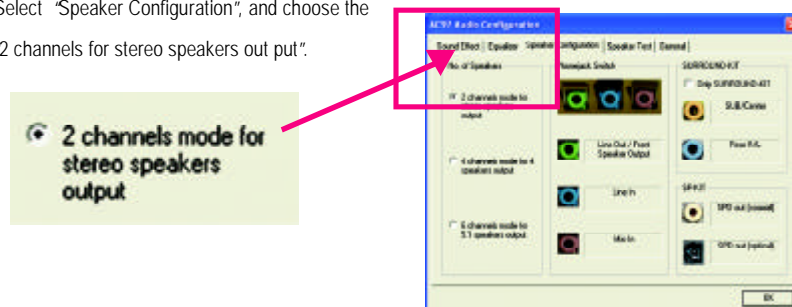 Select "Speaker Configuration", and choose the
2 channels for stereo speakers out put".
2 channels mode for
stereo speakers
output
AC97 Audio Configuration
Sound Effect | Equalizer | Speaker Configuration | Speaker Test | General
No. of Speakers
2 channels mode for
output
4 channels mode for 4
speakers output
6 channels mode for
5.1 speakers output
Phonejack Switch
Line Out / Front
Speaker Output
Line In
Mic In
SURROUND-KIT
Only SURROUND-KIT
SUB/Center
Rear R/L
SPDIF out (coaxial)
SPDIF out (optical)
OK